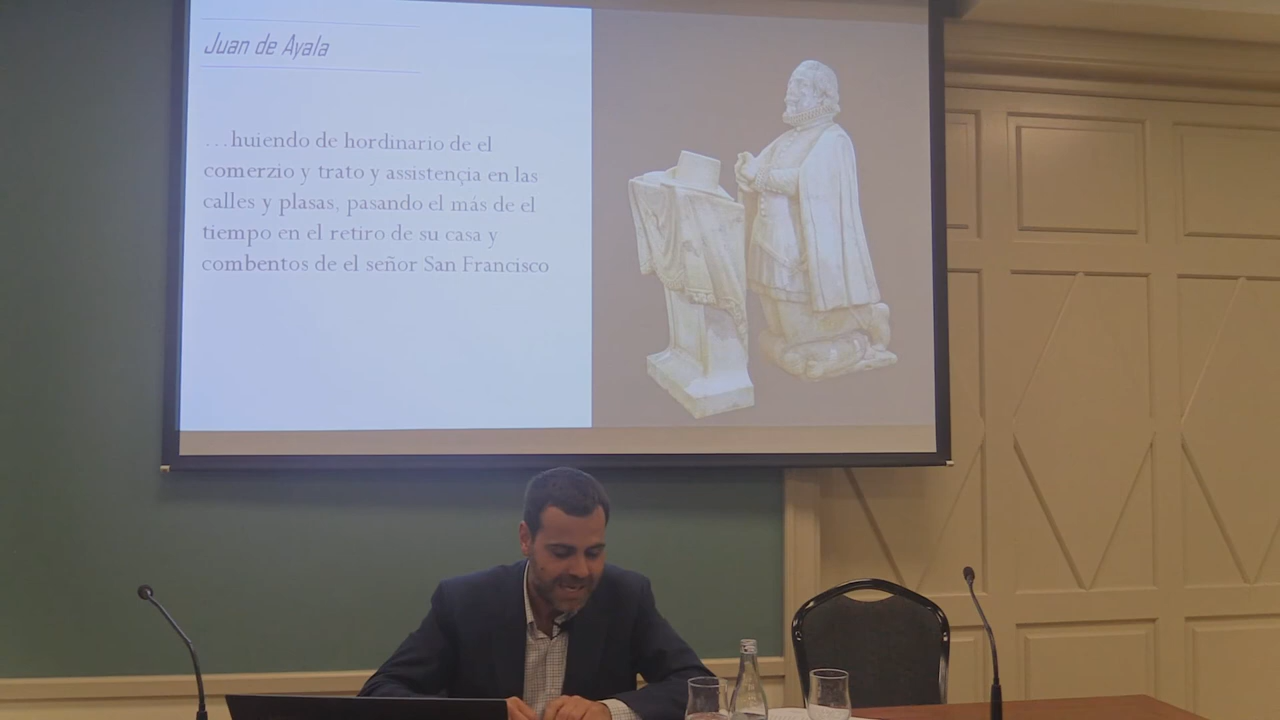 Juan de Ayala
…huiendo de hordinario de el
comerzio y trato y assistençia en las
calles y plasas, pasando el más de el
tiempo en el retiro de su casa y
combentos de el señor San Francisco